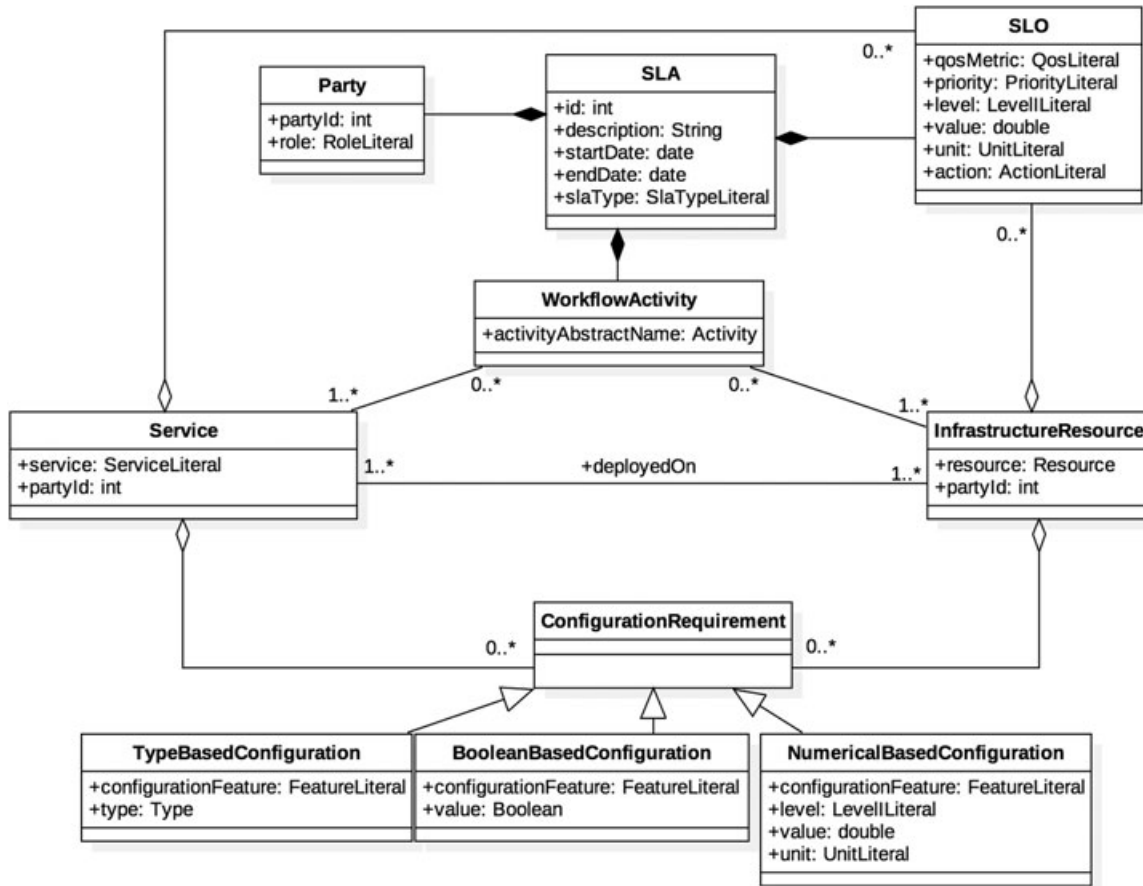 SLO
+qosMetric: QosLiteral
+priority: PriorityLiteral
+level: LevelILiteral
+value: double
+unit: UnitLiteral
+action: ActionLiteral
0..*
SLA
+id: int
+description: String
+startDate: date
+endDate: date
+slaType: SlaTypeLiteral
Party
+partyId: int
+role: RoleLiteral
0..*
WorkflowActivity
+activityAbstractName: Activity
1..*
0..*
0..*
1..*
Service
+service: ServiceLiteral
+partyId: int
1..*
+deployedOn
1..*
InfrastructureResource
+resource: Resource
+partyId: int
0..*
ConfigurationRequirement
0..*
TypeBasedConfiguration
+configurationFeature: FeatureLiteral
+type: Type
BooleanBasedConfiguration
+configurationFeature: FeatureLiteral
+value: Boolean
NumericalBasedConfiguration
+configurationFeature: FeatureLiteral
+level: LevelILiteral
+value: double
+unit: UnitLiteral